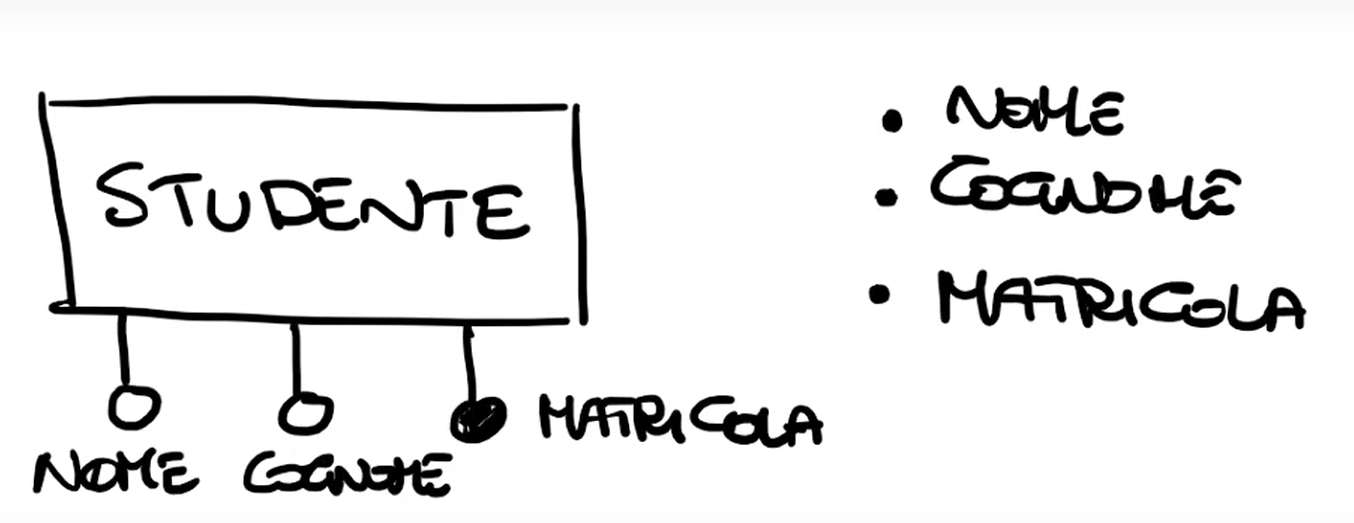 STUDENTE
MATRICOLA
NOME COGNOME
• NOME
• COGNOME
• MATRICOLA